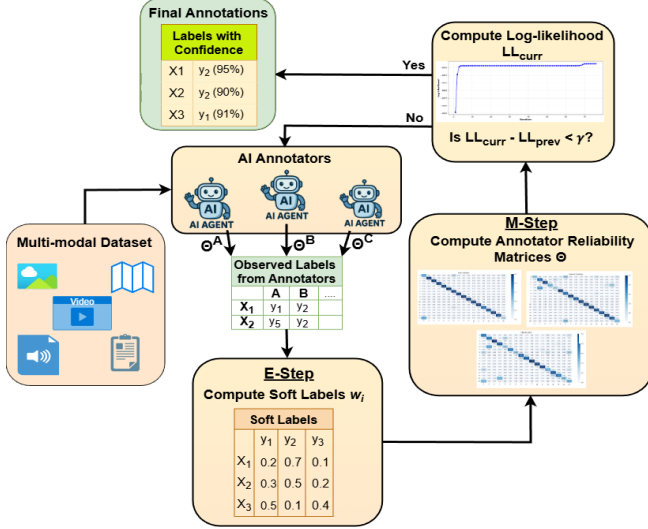 Final Annotations
Labels with
Confidence
X1 y2 (95%)
X2 y2 (90%)
X3 y1 (91%)
Compute Log-likelihood
LLcurr
Is LLcurr - LLprev < γ?
Yes
No
AI Annotators
AI
AI AGENT
AI
AI AGENT
AI
AI AGENT
ΘA
ΘB
ΘC
Multi-modal Dataset
Video
Observed Labels
from Annotators
A B ....
X1 y1 y2
X2 y5 y2
M-Step
Compute Annotator Reliability
Matrices Θ
E-Step
Compute Soft Labels wi
Soft Labels
y1 y2 y3
X1 0.2 0.7 0.1
X2 0.3 0.5 0.2
X3 0.5 0.1 0.4